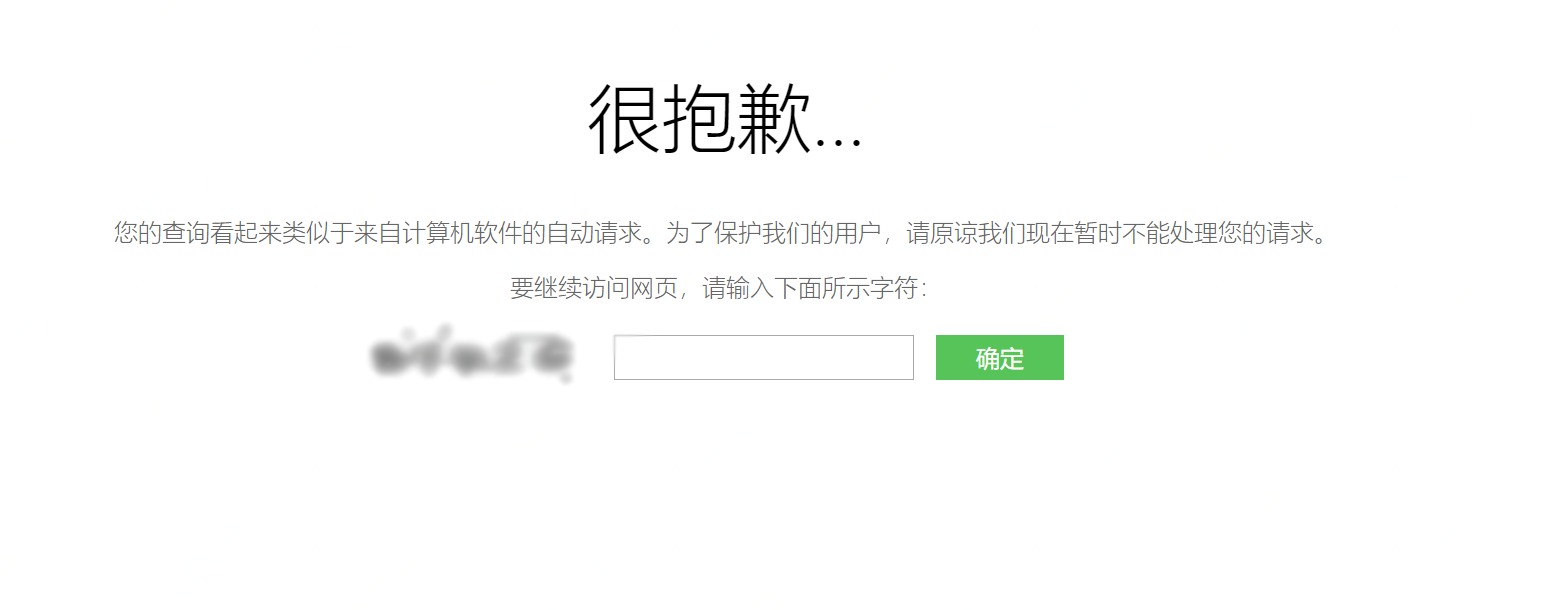 很抱歉...
您的查询看起来类似于来自计算机软件的自动请求。为了保护我们的用户，请原谅我们现在暂时不能处理您的请求。
要继续访问网页，请输入下面所示字符：
确定